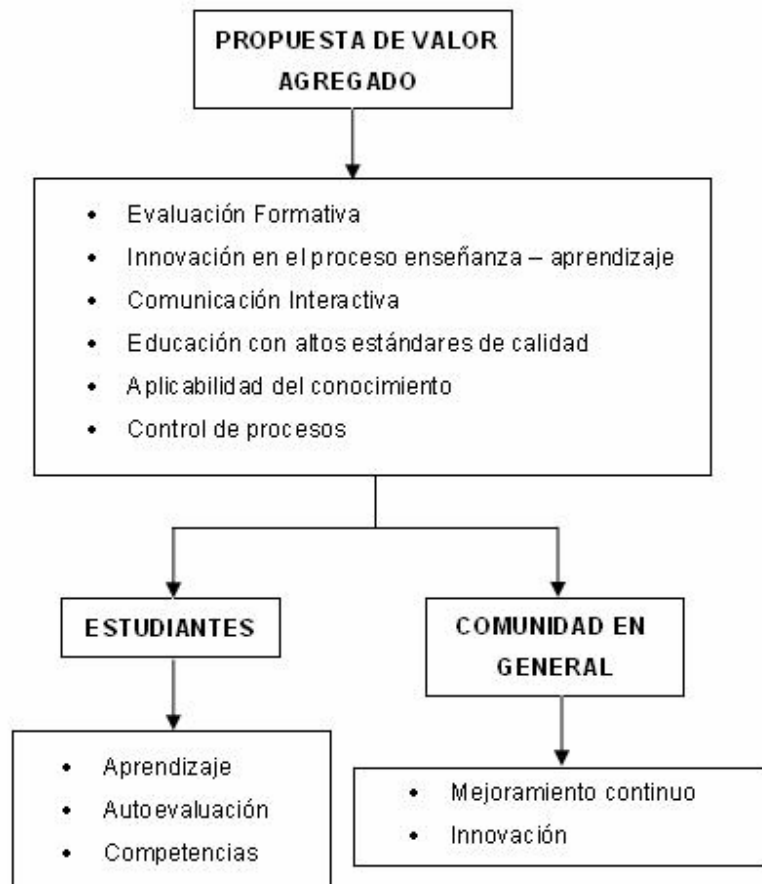 PROPUESTA DE VALOR
AGREGADO
• Evaluación Formativa
• Innovación en el proceso enseñanza – aprendizaje
• Comunicación Interactiva
• Educación con altos estándares de calidad
• Aplicabilidad del conocimiento
• Control de procesos
ESTUDIANTES
• Aprendizaje
• Autoevaluación
• Competencias
COMUNIDAD EN
GENERAL
• Mejoramiento continuo
• Innovación